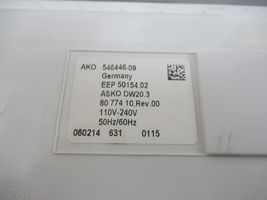 AKO 546446-09
Germany
EEP 50154.02
ASKO DW20.3
80 774 10, Rev.00
110V-240V
50Hz/60Hz
060214 631 0115